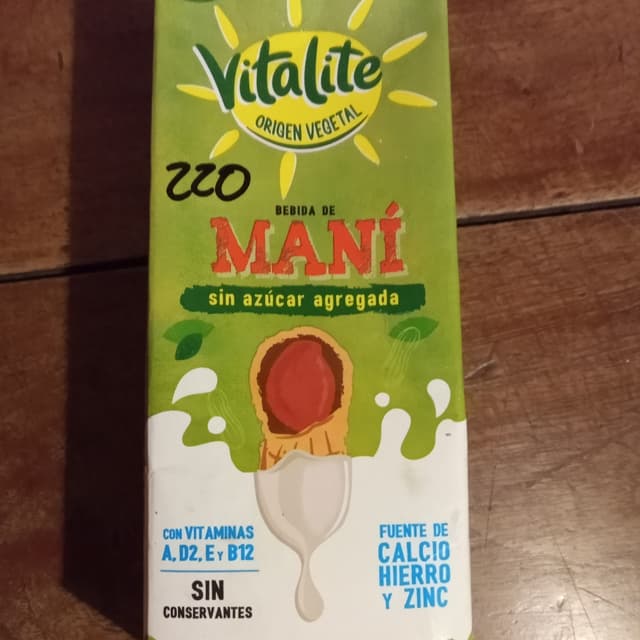 Vitalite
ORIGEN VEGETAL
220
BEBIDA DE
MANÍ
sin azúcar agregada
CON VITAMINAS
A, D2, E Y B12
SIN
CONSERVANTES
FUENTE DE
CALCIO
HIERRO
Y ZINC